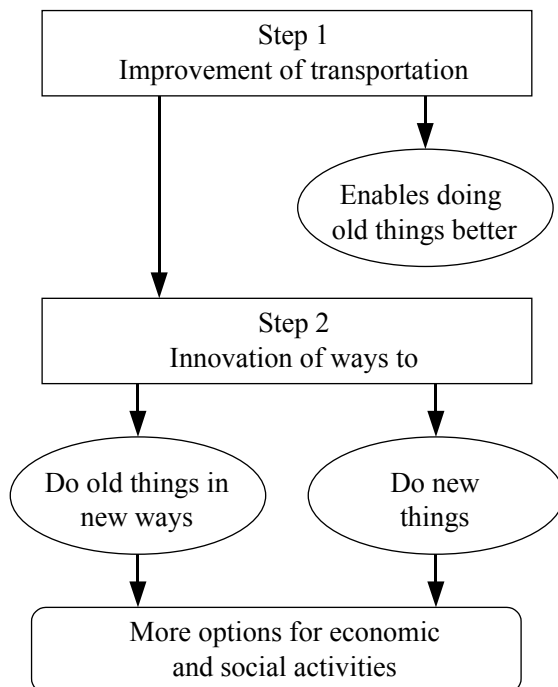 Step 1
Improvement of transportation
Enables doing
old things better
Step 2
Innovation of ways to
Do old things in
new ways
Do new
things
More options for economic
and social activities